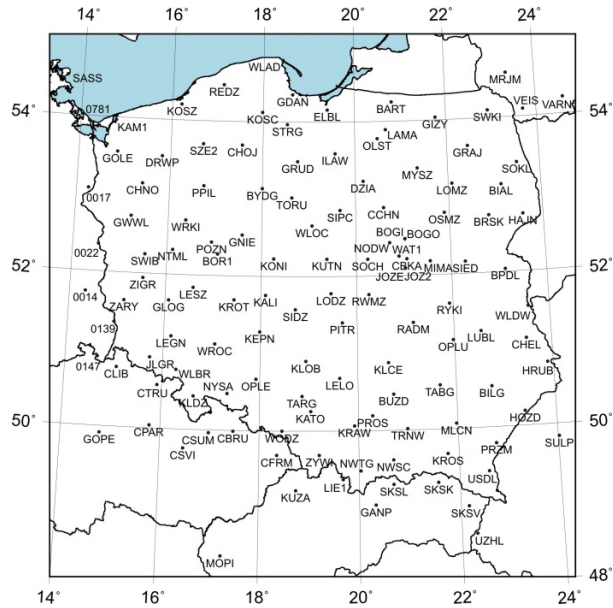 16˚ 18˚ 20˚ 22˚ 24˚
WLAD
MRJM
SASS
REDZ
VARN
GDAN
BART
VEIS
54˚ 0781 KOSZ ELBL SWKI 54˚
KAM1 KOSC GIZY
STRG LAMA
OLST
GOLE SZE2 CHOJ ILAW GRAJ
DRWP GRUD MYSZ SOKL
CHNO PPIL DZIA LOMZ BIAL
0017 BYDG
TORU
GWWL WRKI SIPC CCHN OSMZ BRSK HAJN
WLOC BOGI BOGO
GNIE
0022 POZN NODW WAT1
NTML BOR1
52˚ SWIB KONI KUTN SOCH CBKA MIMA SIED 52˚
JOZE JOZ2 BPDL
ZIGR
0014 LESZ
ZARY GLOG KROT KALI LODZ RWMZ
RYKI WLDW
SIDZ
0139 PITR RADM
LEGN KEPN LUBL CHEL
WROC OPLU
0147 JLGR
CLIB WLBR KLOB KLCE HRUB
CTRU NYSA OPLE LELO TABG BILG
KLDZ TARG BUZD
50˚ KATO HOZD 50˚
PROS
GOPE CPAR CSUM CBRU WODZ KRAW TRNW MLCN SULP
CSVI PRZM
CFRM ZYWI NWTG NWSC KROS
USDL
LIE1 SKSL SKSK
KUZA
GANP SKSV
UZHL
MOPI
48˚
14˚ 16˚ 18˚ 20˚ 22˚